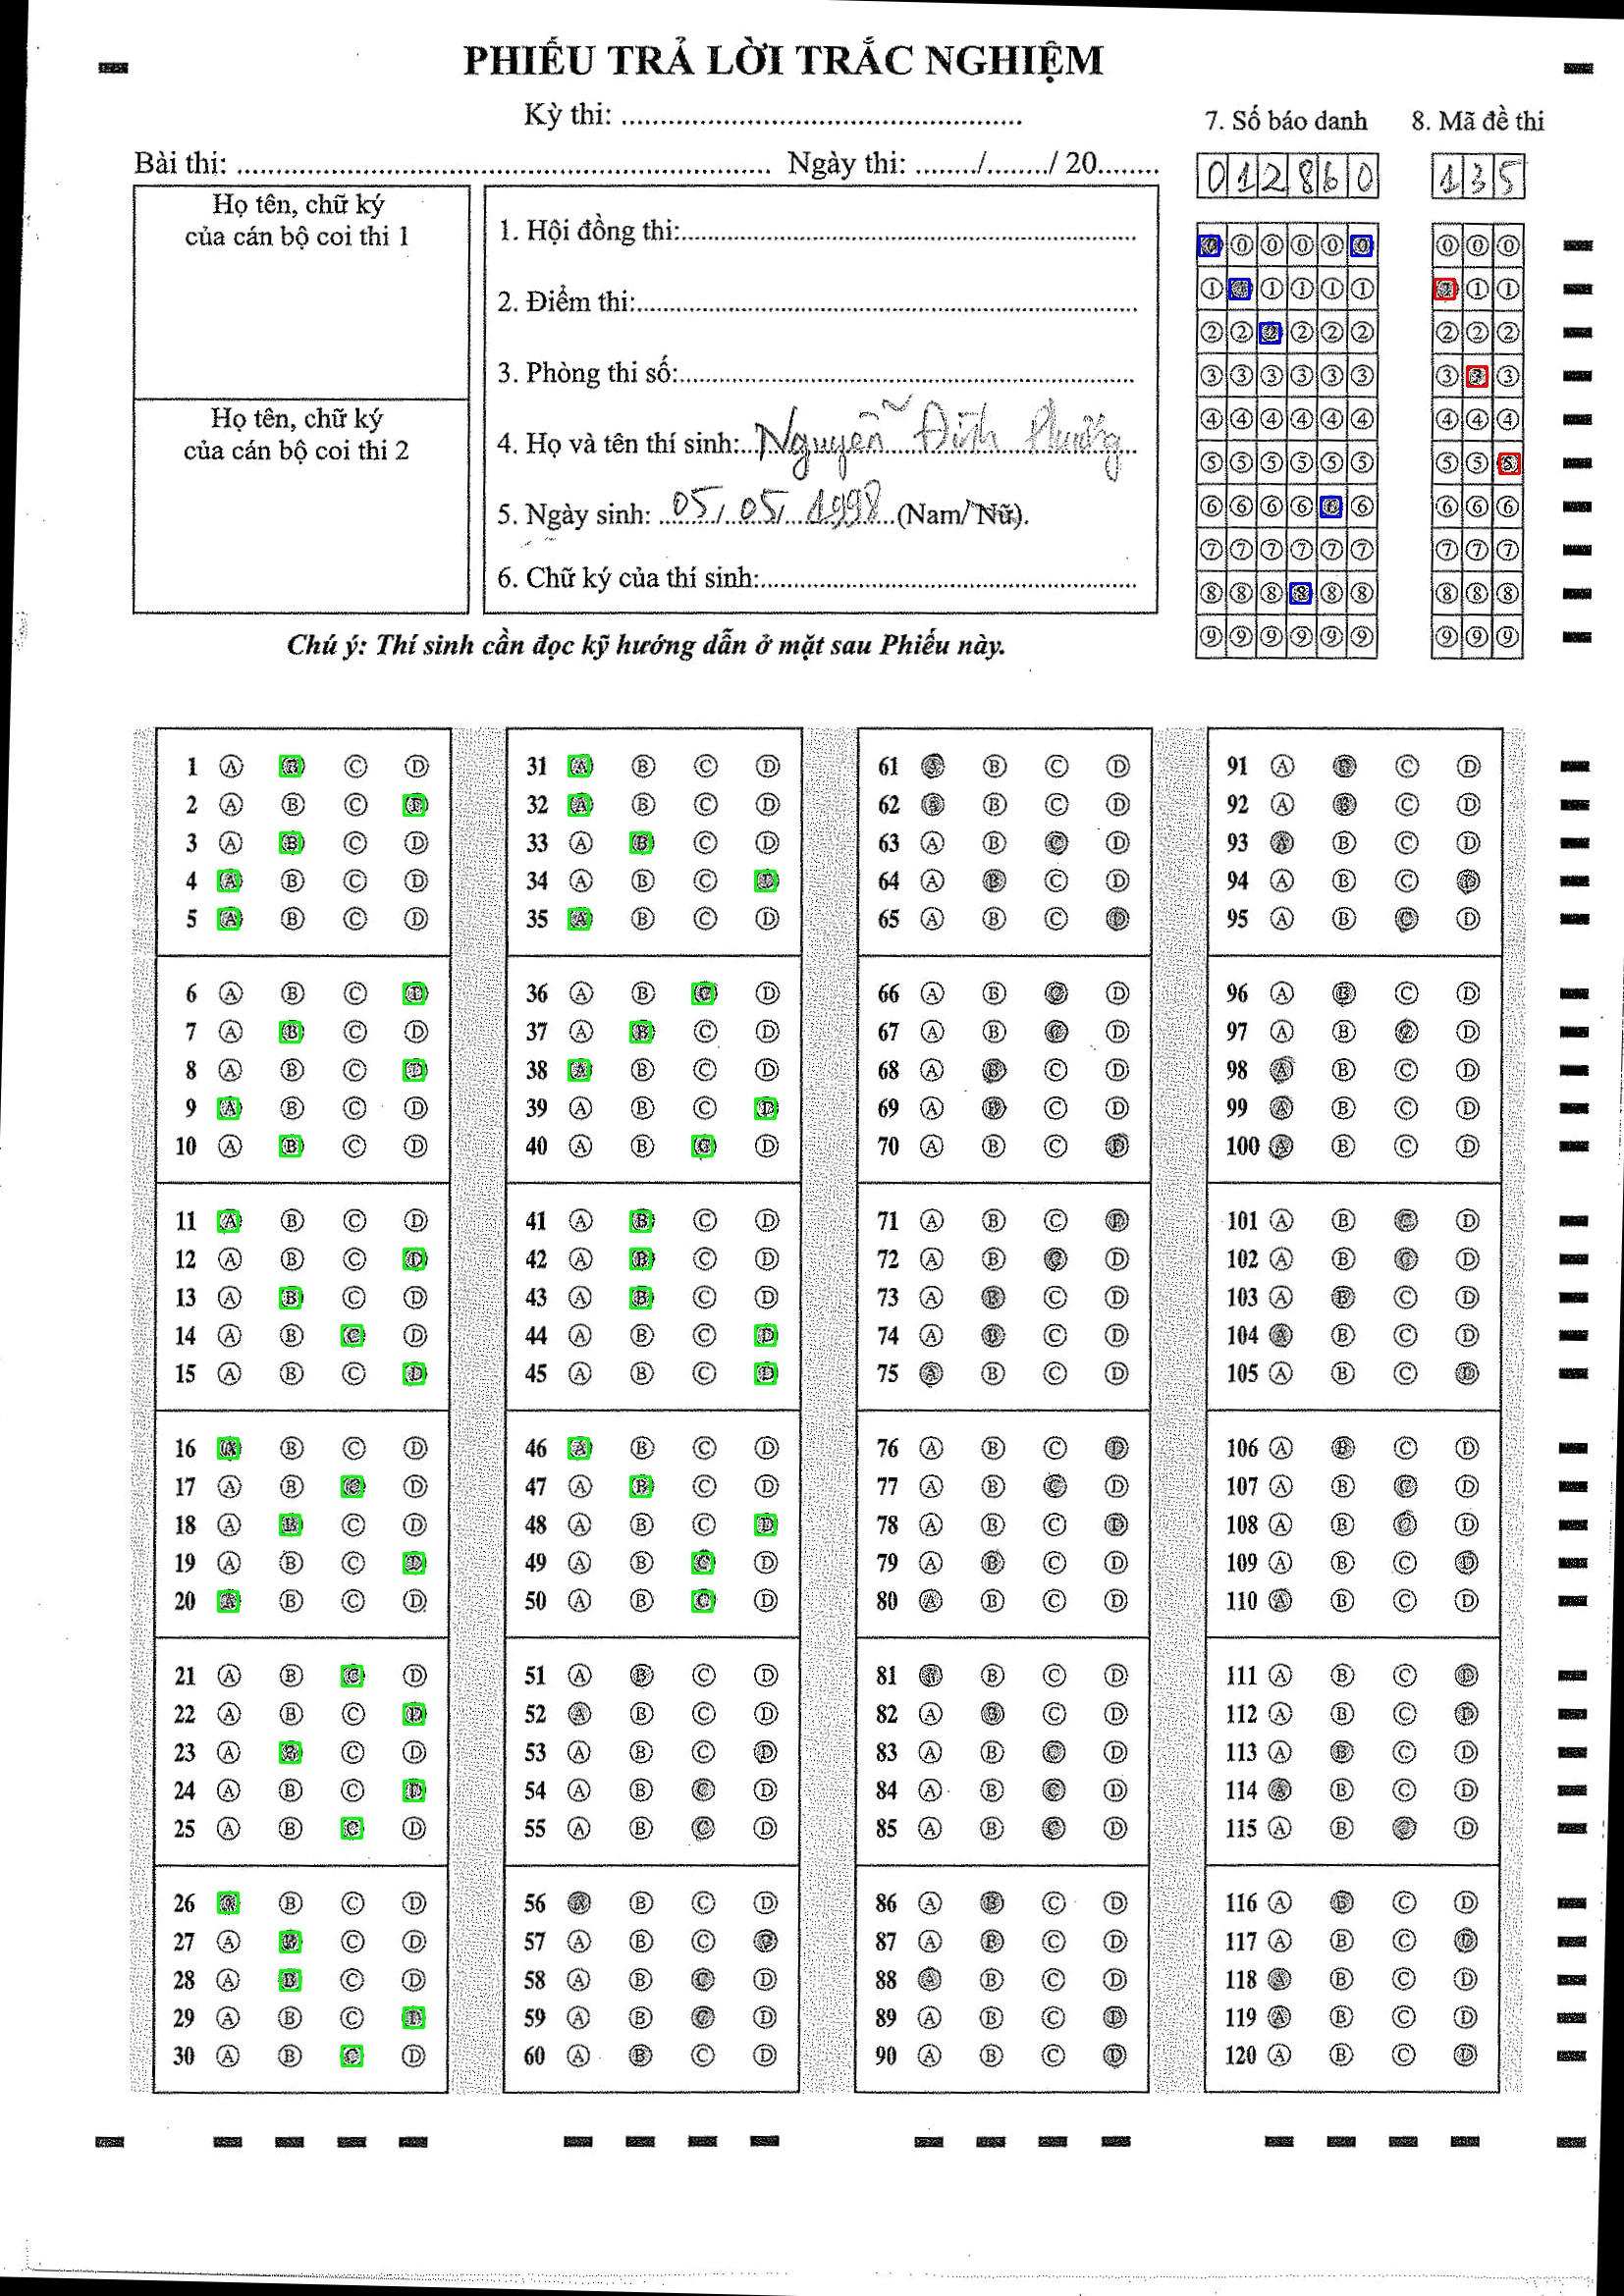 PHIẾU TRẢ LỜI TRẮC NGHIỆM
Kỳ thi: ....................................................
Bài thi: ..................................................................... Ngày thi: ......../......../ 20........
7. Số báo danh
012860
8. Mã đề thi
135
Họ tên, chữ ký
của cán bộ coi thi 1
Họ tên, chữ ký
của cán bộ coi thi 2
1. Hội đồng thi:
2. Điểm thi:
3. Phòng thi số:
4. Họ và tên thí sinh: Nguyễn Đình Phương
5. Ngày sinh: 05/05/1998 (Nam/Nữ).
6. Chữ ký của thí sinh:
0 0 0 0 0 0 0 0 0
1 1 1 1 1 1 1 1 1
2 2 2 2 2 2 2 2 2
3 3 3 3 3 3 3 3 3
4 4 4 4 4 4 4 4 4
5 5 5 5 5 5 5 5 5
6 6 6 6 6 6 6 6 6
7 7 7 7 7 7 7 7 7
8 8 8 8 8 8 8 8 8
9 9 9 9 9 9 9 9 9
Chú ý: Thí sinh cần đọc kỹ hướng dẫn ở mặt sau Phiếu này.
1 A B C D 31 A B C D 61 A B C D 91 A B C D
2 A B C D 32 A B C D 62 A B C D 92 A B C D
3 A B C D 33 A B C D 63 A B C D 93 A B C D
4 A B C D 34 A B C D 64 A B C D 94 A B C D
5 A B C D 35 A B C D 65 A B C D 95 A B C D
6 A B C D 36 A B C D 66 A B C D 96 A B C D
7 A B C D 37 A B C D 67 A B C D 97 A B C D
8 A B C D 38 A B C D 68 A B C D 98 A B C D
9 A B C D 39 A B C D 69 A B C D 99 A B C D
10 A B C D 40 A B C D 70 A B C D 100 A B C D
11 A B C D 41 A B C D 71 A B C D 101 A B C D
12 A B C D 42 A B C D 72 A B C D 102 A B C D
13 A B C D 43 A B C D 73 A B C D 103 A B C D
14 A B C D 44 A B C D 74 A B C D 104 A B C D
15 A B C D 45 A B C D 75 A B C D 105 A B C D
16 A B C D 46 A B C D 76 A B C D 106 A B C D
17 A B C D 47 A B C D 77 A B C D 107 A B C D
18 A B C D 48 A B C D 78 A B C D 108 A B C D
19 A B C D 49 A B C D 79 A B C D 109 A B C D
20 A B C D 50 A B C D 80 A B C D 110 A B C D
21 A B C D 51 A B C D 81 A B C D 111 A B C D
22 A B C D 52 A B C D 82 A B C D 112 A B C D
23 A B C D 53 A B C D 83 A B C D 113 A B C D
24 A B C D 54 A B C D 84 A B C D 114 A B C D
25 A B C D 55 A B C D 85 A B C D 115 A B C D
26 A B C D 56 A B C D 86 A B C D 116 A B C D
27 A B C D 57 A B C D 87 A B C D 117 A B C D
28 A B C D 58 A B C D 88 A B C D 118 A B C D
29 A B C D 59 A B C D 89 A B C D 119 A B C D
30 A B C D 60 A B C D 90 A B C D 120 A B C D